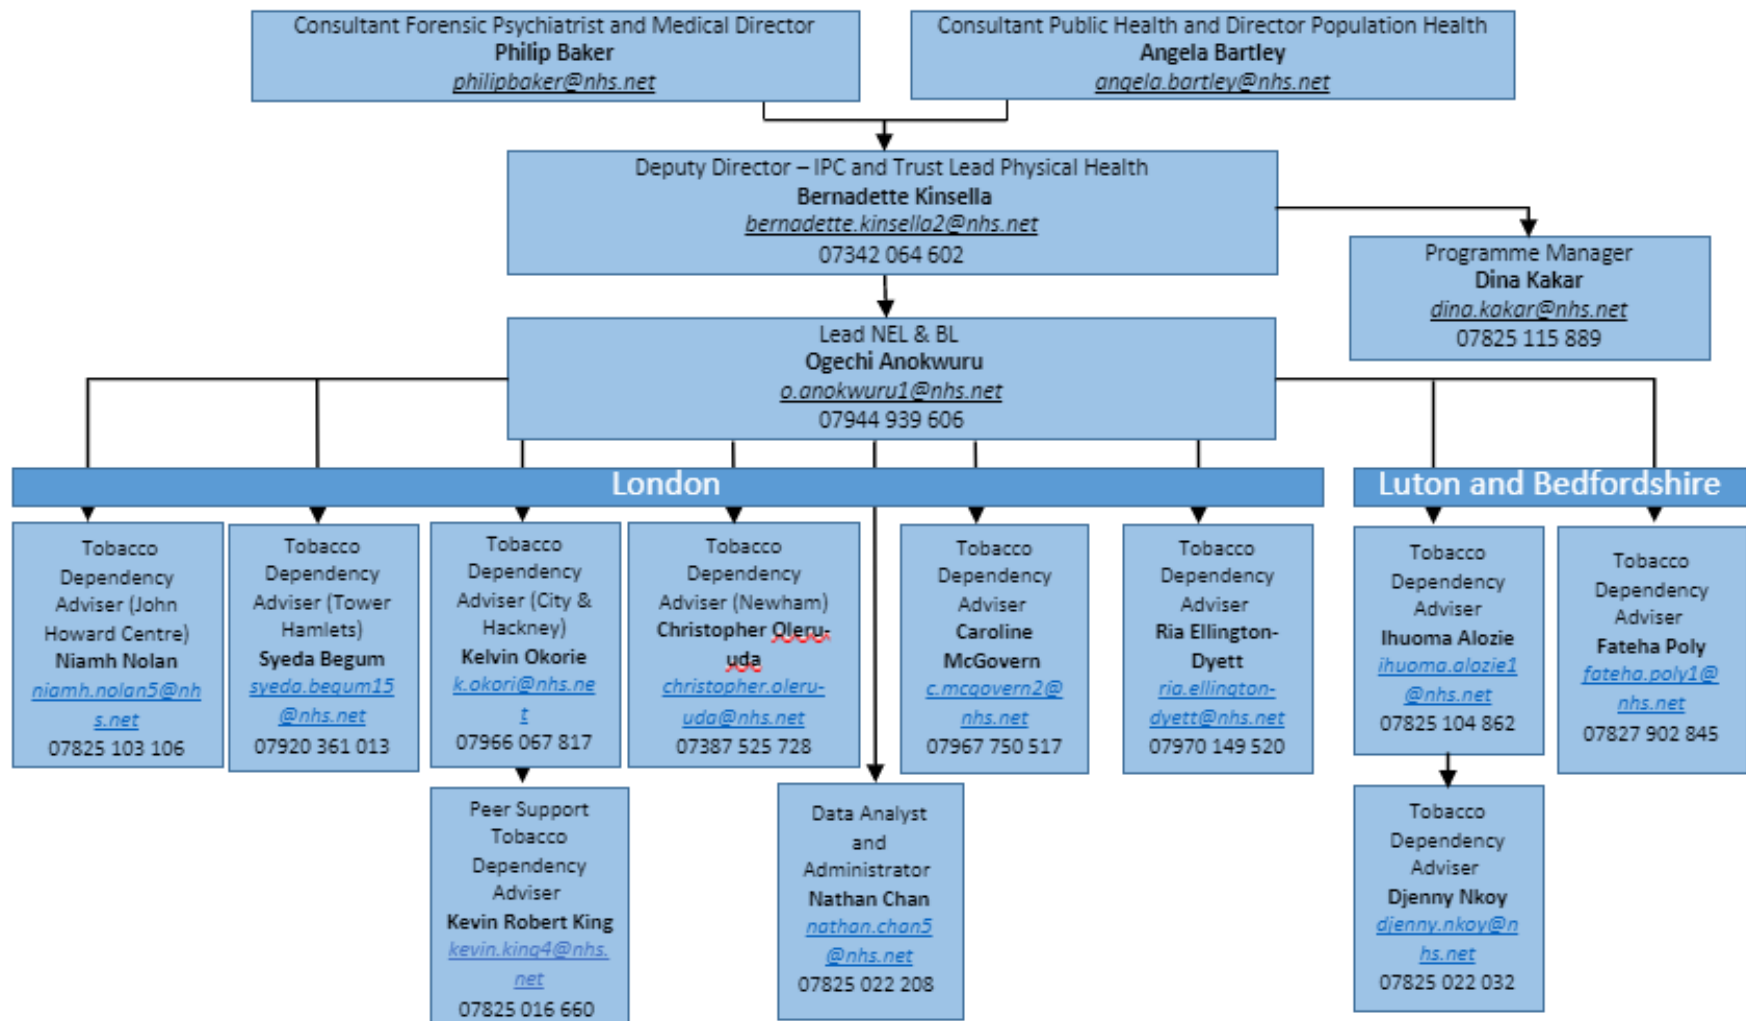 Consultant Forensic Psychiatrist and Medical Director
Philip Baker
philipbaker@nhs.net
Consultant Public Health and Director Population Health
Angela Bartley
angela.bartley@nhs.net
Deputy Director – IPC and Trust Lead Physical Health
Bernadette Kinsella
bernadette.kinsella2@nhs.net
07342 064 602
Programme Manager
Dina Kakar
dina.kakar@nhs.net
07825 115 889
Lead NEL & BL
Ogechi Anokwuru
o.anokwuru1@nhs.net
07944 939 606
London
Luton and Bedfordshire
Tobacco
Dependency
Adviser (John
Howard Centre)
Niamh Nolan
niamh.nolan5@nh
s.net
07825 103 106
Tobacco
Dependency
Adviser (Tower
Hamlets)
Syeda Begum
syeda.begum15
@nhs.net
07920 361 013
Tobacco
Dependency
Adviser (City &
Hackney)
Kelvin Okorie
k.okori@nhs.ne
t
07966 067 817
Tobacco
Dependency
Adviser (Newham)
Christopher Oleru-
uda
christopher.oleru-
uda@nhs.net
07387 525 728
Tobacco
Dependency
Adviser
Caroline
McGovern
c.mcgovern2@
nhs.net
07967 750 517
Tobacco
Dependency
Adviser
Ria Ellington-
Dyett
ria.ellington-
dyett@nhs.net
07970 149 520
Tobacco
Dependency
Adviser
Ihuoma Alozie
ihuoma.alozie1
@nhs.net
07825 104 862
Tobacco
Dependency
Adviser
Fateha Poly
fateha.poly1@
nhs.net
07827 902 845
Peer Support
Tobacco
Dependency
Adviser
Kevin Robert King
kevin.king4@nhs.
net
07825 016 660
Data Analyst
and
Administrator
Nathan Chan
nathan.chan5
@nhs.net
07825 022 208
Tobacco
Dependency
Adviser
Djenny Nkoy
djenny.nkoy@n
hs.net
07825 022 032